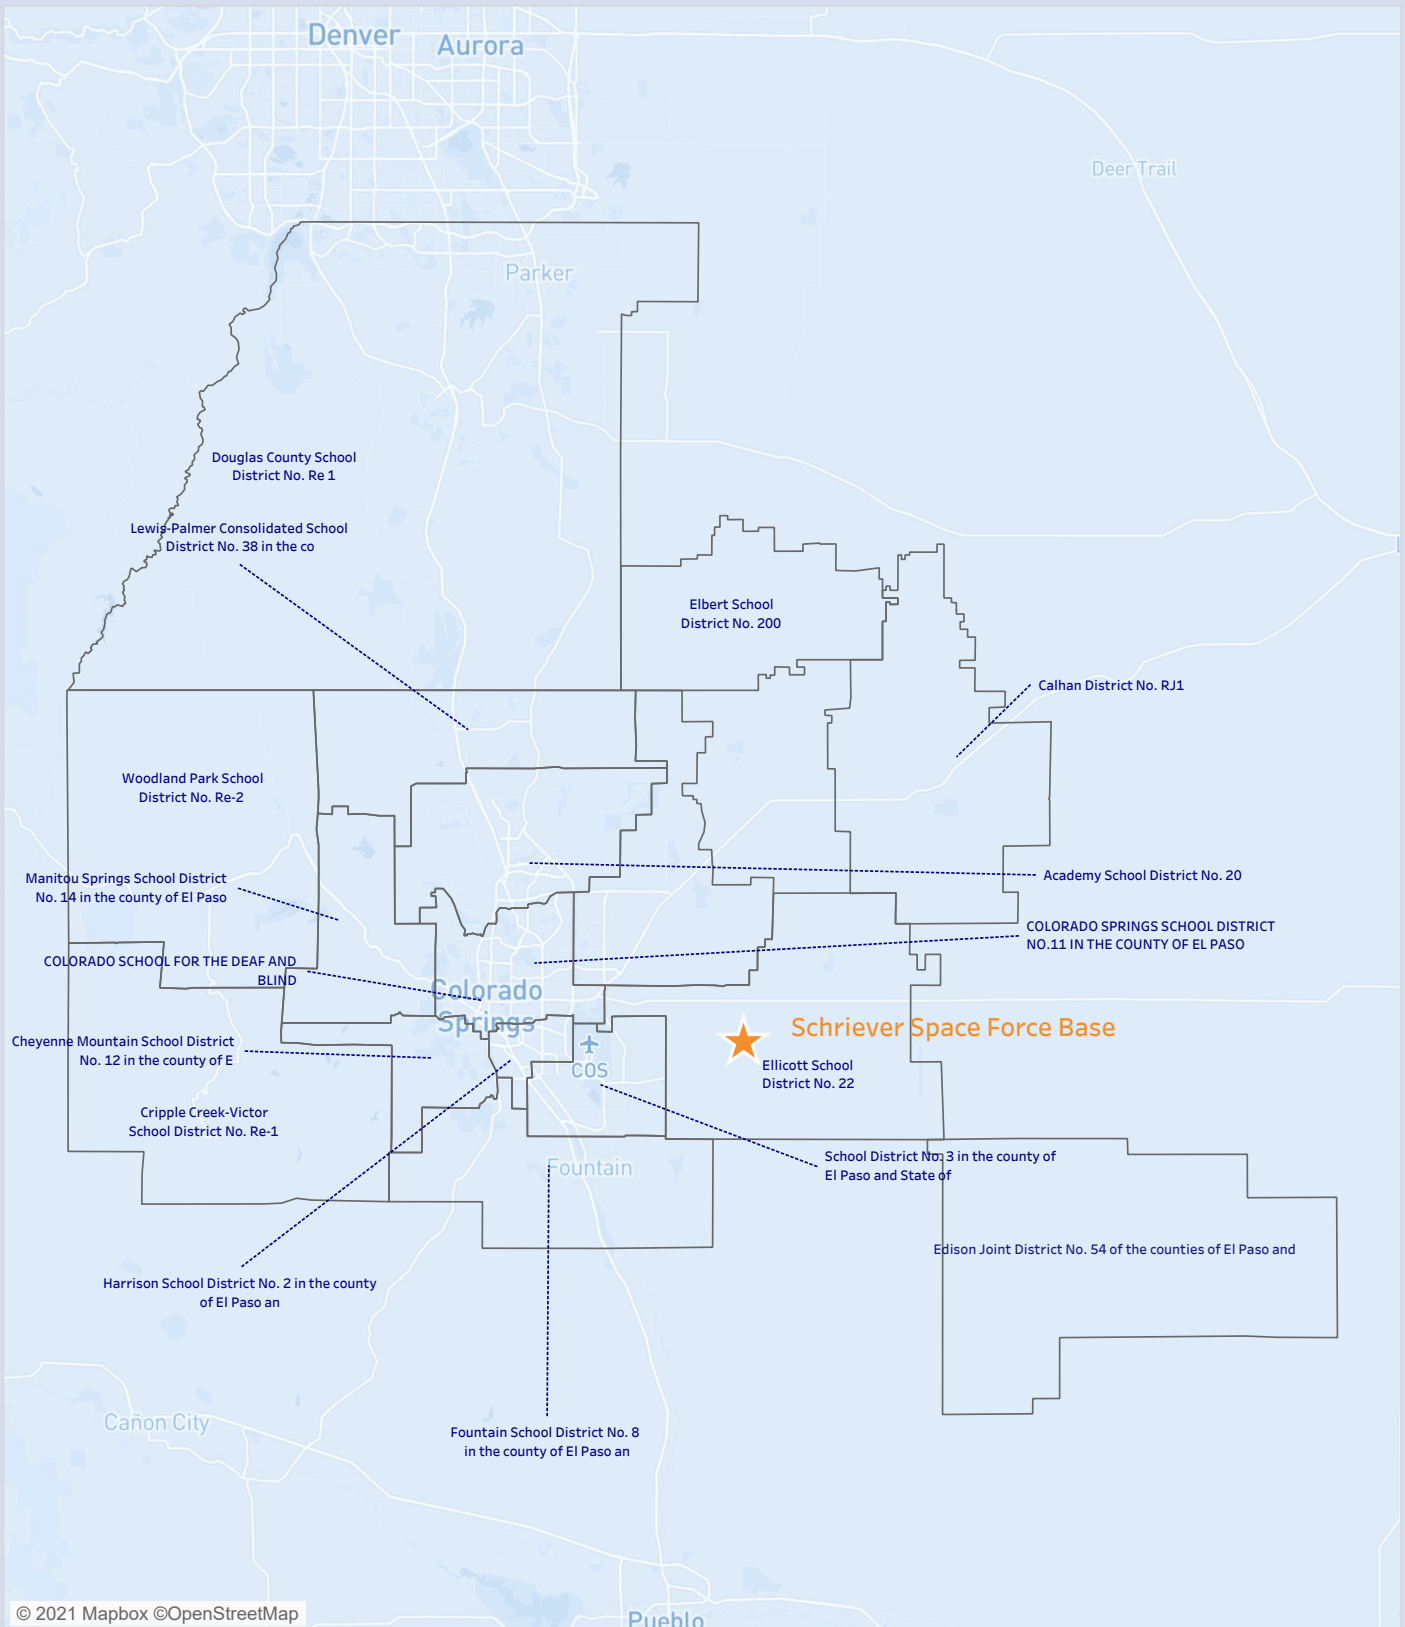 Denver
Aurora
Deer Trail
Parker
Douglas County School
District No. Re 1
Lewis-Palmer Consolidated School
District No. 38 in the co
Elbert School
District No. 200
Calhan District No. RJ1
Woodland Park School
District No. Re-2
Manitou Springs School District
No. 14 in the county of El Paso
Academy School District No. 20
COLORADO SPRINGS SCHOOL DISTRICT
NO.11 IN THE COUNTY OF EL PASO
COLORADO SCHOOL FOR THE DEAF AND
BLIND
Colorado
Springs
Schriever Space Force Base
Cheyenne Mountain School District
No. 12 in the county of E
COS
Ellicott School
District No. 22
Cripple Creek-Victor
School District No. Re-1
Fountain
School District No. 3 in the county of
El Paso and State of
Edison Joint District No. 54 of the counties of El Paso and
Harrison School District No. 2 in the county
of El Paso an
Cañon City
Fountain School District No. 8
in the county of El Paso an
© 2021 Mapbox ©OpenStreetMap
Pueblo